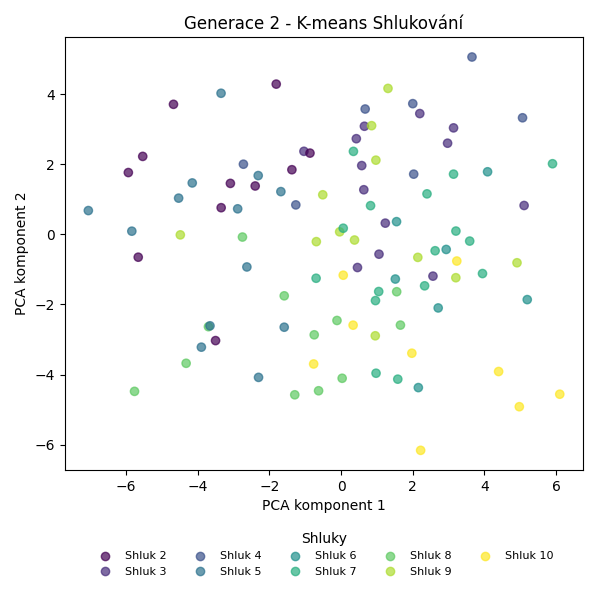 Generace 2 - K-means Shlukování
PCA komponent 2
4
2
0
−2
−4
−6
−6 −4 −2 0 2 4 6
PCA komponent 1
Shluky
Shluk 2 Shluk 4 Shluk 6 Shluk 8 Shluk 10
Shluk 3 Shluk 5 Shluk 7 Shluk 9